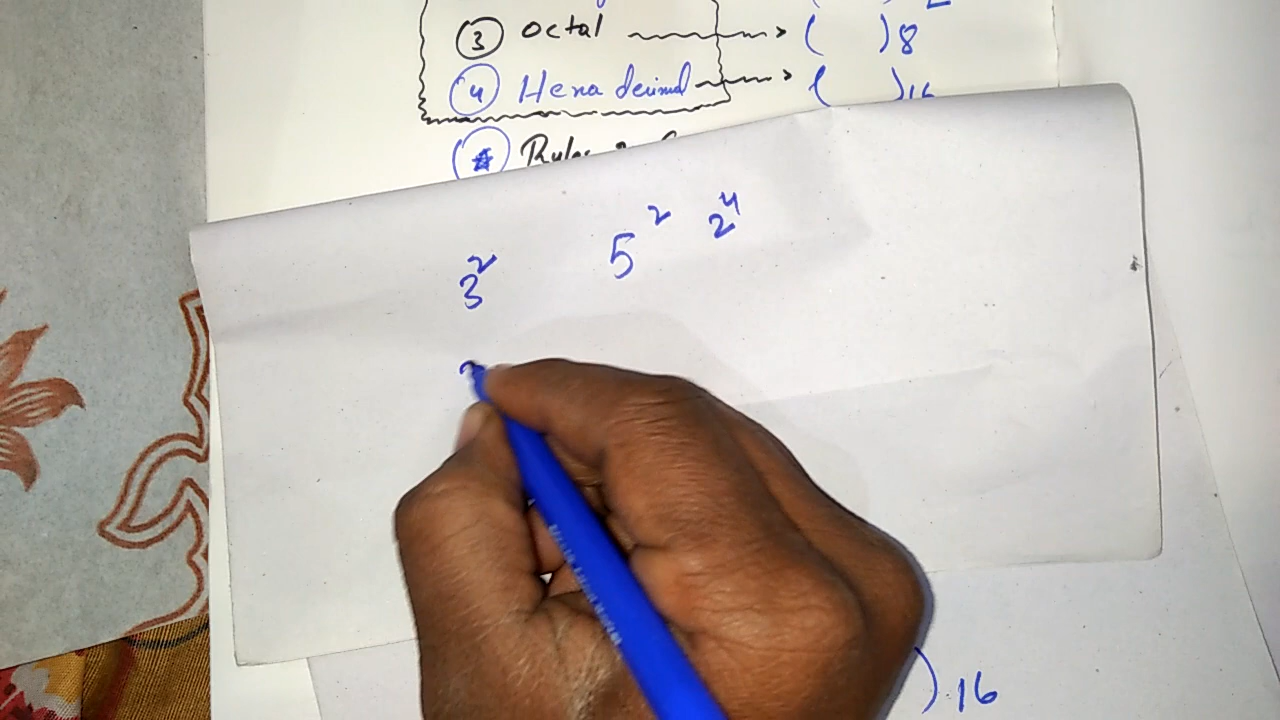 ③ Octal ( )8
④ Hexa decimal ( )16
3² 5² 2⁴
) 16